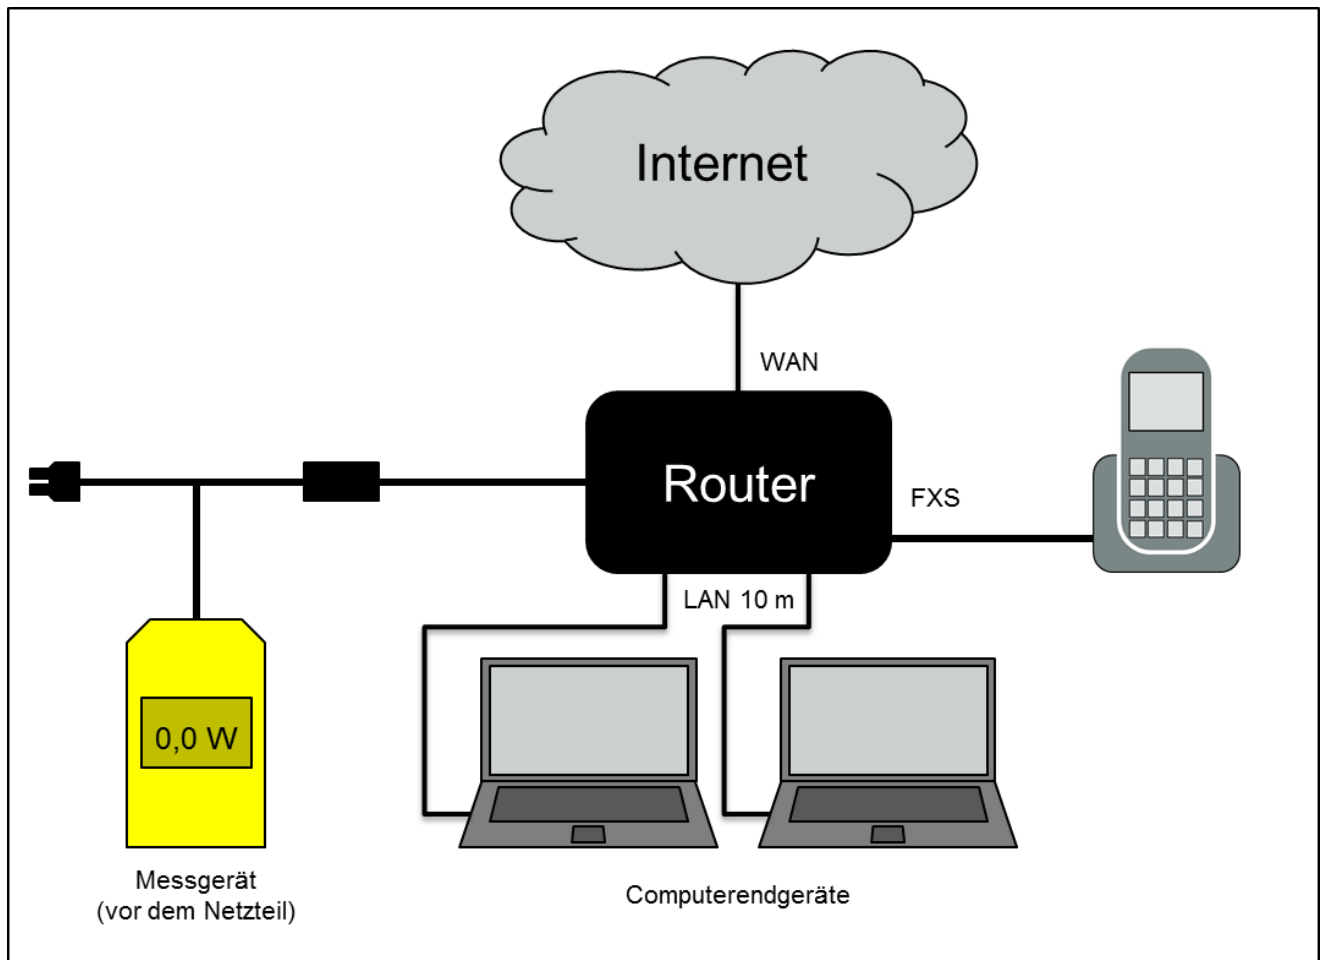 Internet
WAN
Router
FXS
LAN 10 m
0,0 W
Messgerät
(vor dem Netzteil)
Computerendgeräte